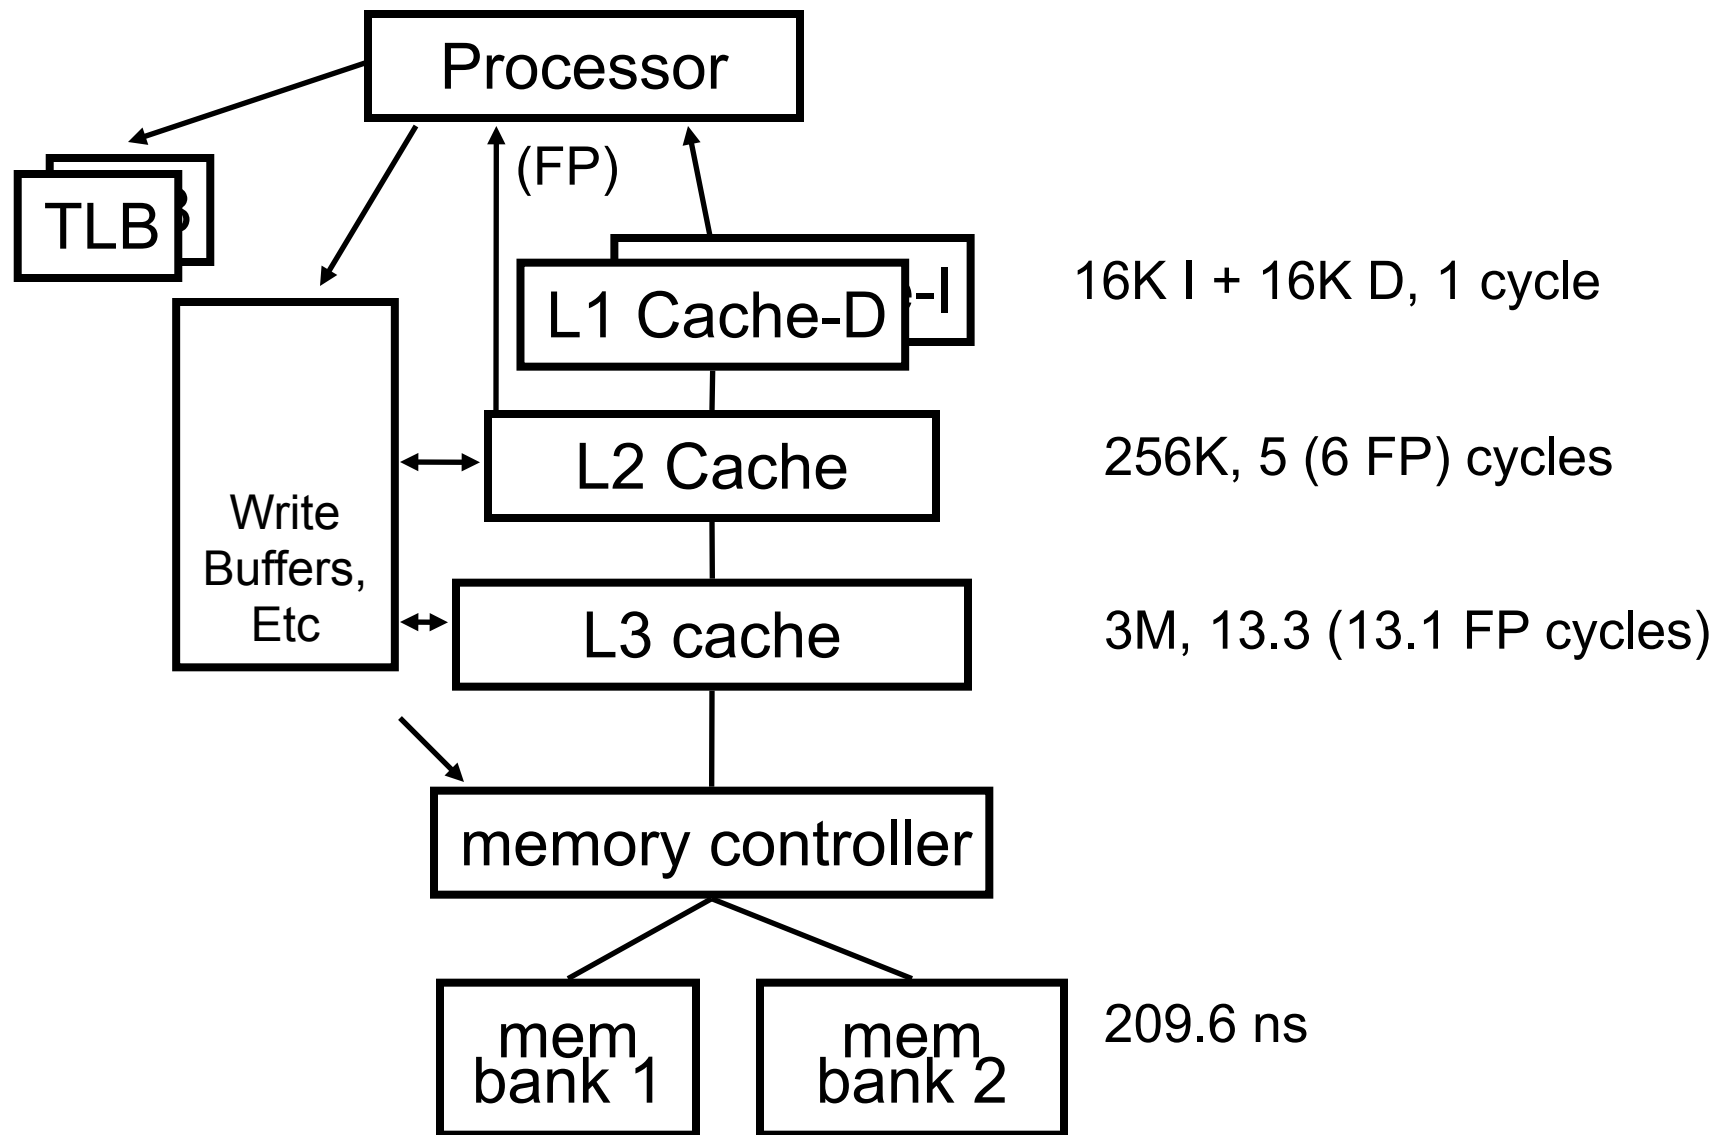 Processor
(FP)
TLB
B
16K I + 16K D, 1 cycle
L1 Cache-D
e-I
L2 Cache
256K, 5 (6 FP) cycles
Write
Buffers,
Etc
L3 cache
3M, 13.3 (13.1 FP cycles)
memory controller
mem
bank 1
mem
bank 2
209.6 ns